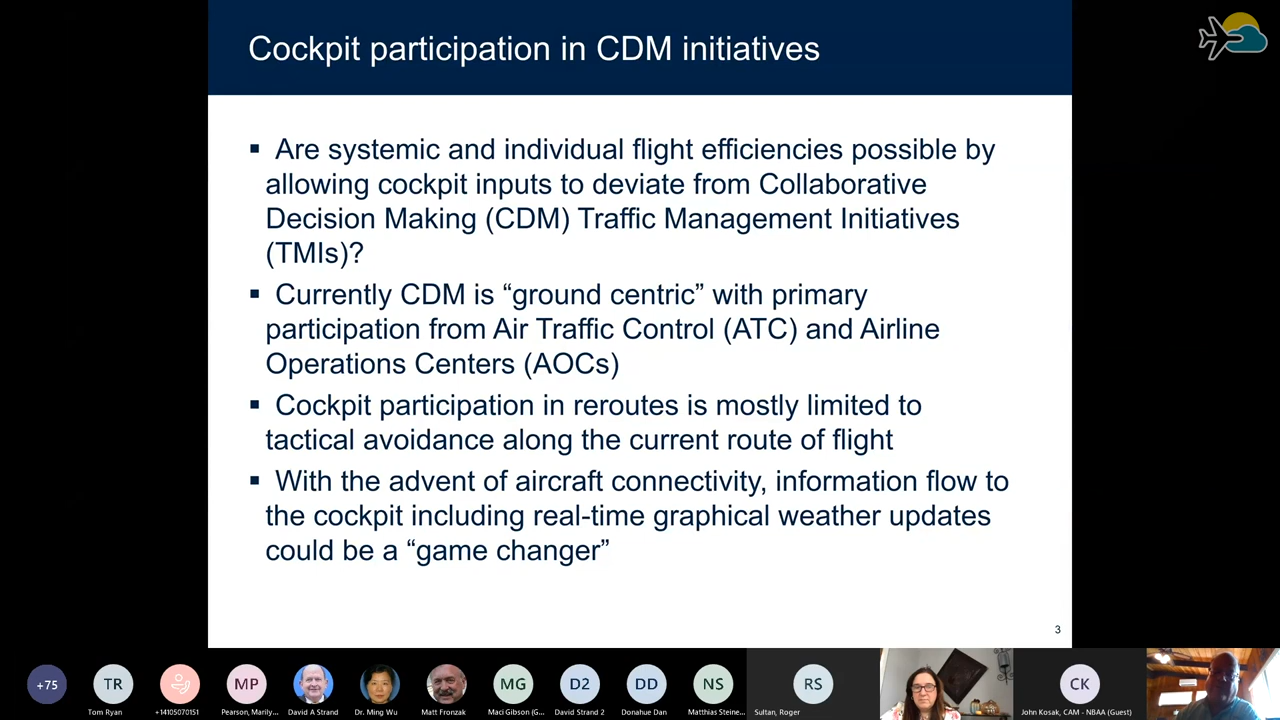 Cockpit participation in CDM initiatives
▪ Are systemic and individual flight efficiencies possible by
allowing cockpit inputs to deviate from Collaborative
Decision Making (CDM) Traffic Management Initiatives
(TMIs)?
▪ Currently CDM is “ground centric” with primary
participation from Air Traffic Control (ATC) and Airline
Operations Centers (AOCs)
▪ Cockpit participation in reroutes is mostly limited to
tactical avoidance along the current route of flight
▪ With the advent of aircraft connectivity, information flow to
the cockpit including real-time graphical weather updates
could be a “game changer”
3
+75
TR
MP
MG
D2
DD
NS
RS
CK
Tom Ryan
+14105070151
Pearson, Marily...
David A Strand
Dr. Ming Wu
Matt Fronzak
Maci Gibson (G...
David Strand 2
Donahue Dan
Matthias Steine...
Sultan, Roger
John Kosak, CAM - NBAA (Guest)